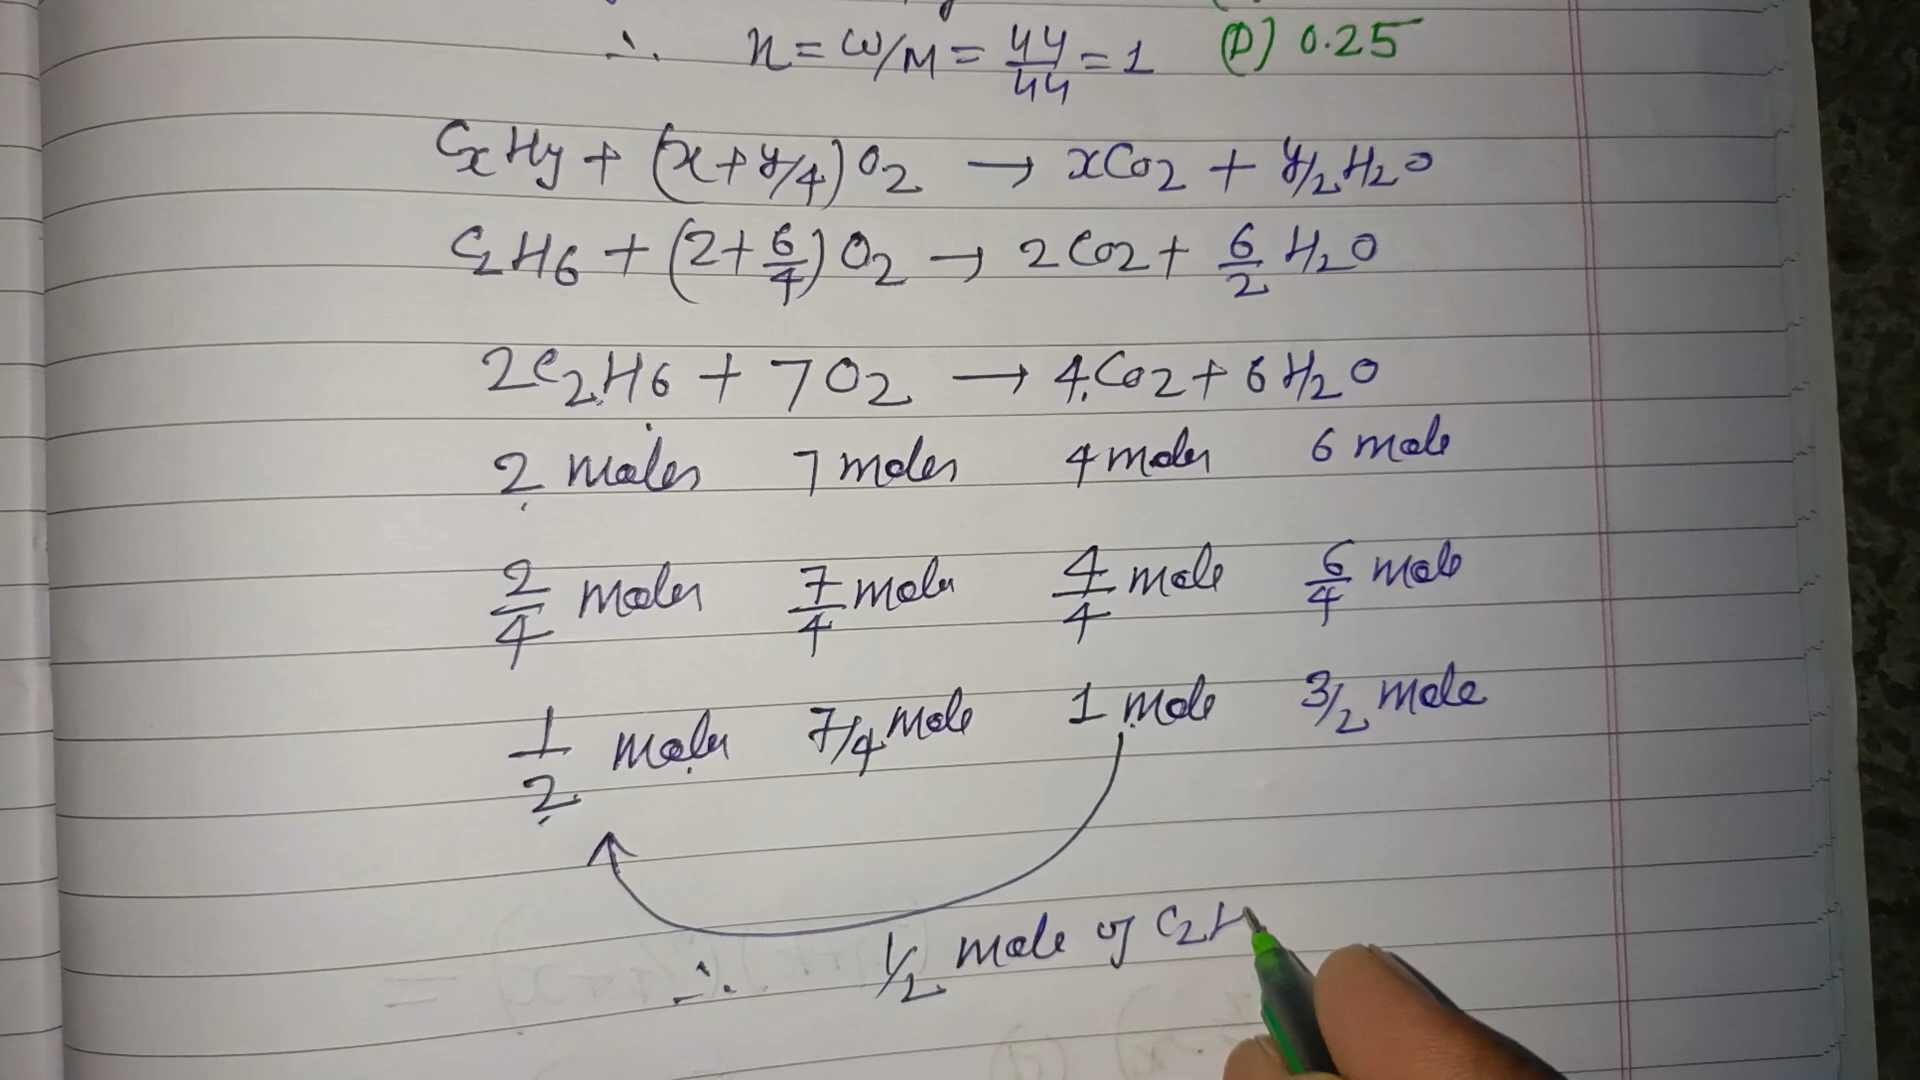 ∴ n = W/M = 44/44 = 1 (D) 0.25
CxHy + (x+y/4)O2 → xCO2 + y/2 H2O
C2H6 + (2+6/4)O2 → 2CO2 + 6/2 H2O
2C2H6 + 7O2 → 4CO2 + 6H2O
2 moles 7 moles 4 moles 6 mole
2/4 moles 7/4 moles 4/4 mole 6/4 mole
1/2 moles 7/4 mole 1 mole 3/2 mole
∴ 1/2 mole of C2H